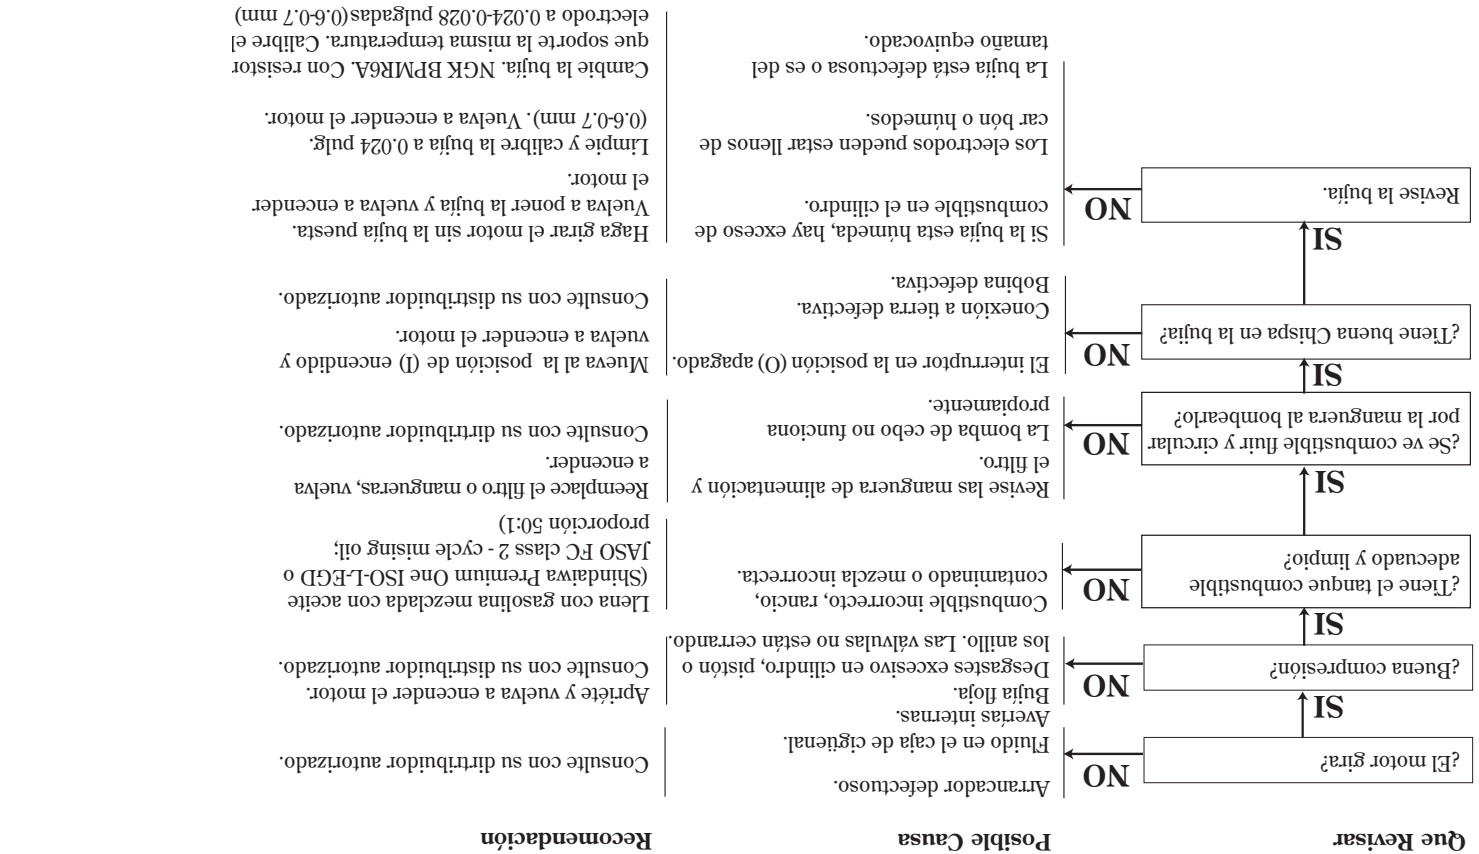 Que Revisar
Posible Causa
Recomendación
¿El motor gira?
NO
Arrancador defectuoso.
Fluido en el caja de cigüenal.
Averías internas.
Consulte con su dirtribuidor autorizado.
SI
¿Buena compresión?
NO
Bujía floja.
Desgastes excesivo en cilindro, pistón o
los anillo. Las válvulas no están cerrando.
Apriéte y vuelva a encender el motor.
Consulte con su distribuidor autorizado.
SI
¿Tiene el tanque combustible
adecuado y limpio?
NO
Combustible incorrecto, rancio,
contaminado o mezcla incorrecta.
Llena con gasolina mezclada con aceite
(Shindaiwa Premium One ISO-L-EGD o
JASO FC class 2 - cycle mising oil;
proporción 50:1)
SI
¿Se ve combustible fluir y circular
por la manguera al bombearlo?
NO
Revise las manguera de alimentación y
el filtro.
La bomba de cebo no funciona
propiamente.
Reemplace el filtro o mangueras, vuelva
a encender.
Consulte con su dirtribuidor autorizado.
SI
¿Tiene buena Chispa en la bujia?
NO
El interruptor en la posición (O) apagado.
Conexión a tierra defectiva.
Bobina defectiva.
Mueva al la posición de (I) encendido y
vuelva a encender el motor.
Consulte con su distribuidor autorizado.
SI
Revise la bujía.
NO
Si la bujía esta húmeda, hay exceso de
combustible en el cilindro.
Los electrodos pueden estar llenos de
car bón o húmedos.
La bujía está defectuosa o es del
tamaño equivocado.
Haga girar el motor sin la bujía puesta.
Vuelva a poner la bujía y vuelva a encender
el motor.
Limpie y calibre la bujía a 0.024 pulg.
(0.6-0.7 mm). Vuelva a encender el motor.
Cambie la bujía. NGK BPMR6A. Con resistor
que soporte la misma temperatura. Calibre el
electrodo a 0.024-0.028 pulgadas(0.6-0.7 mm)